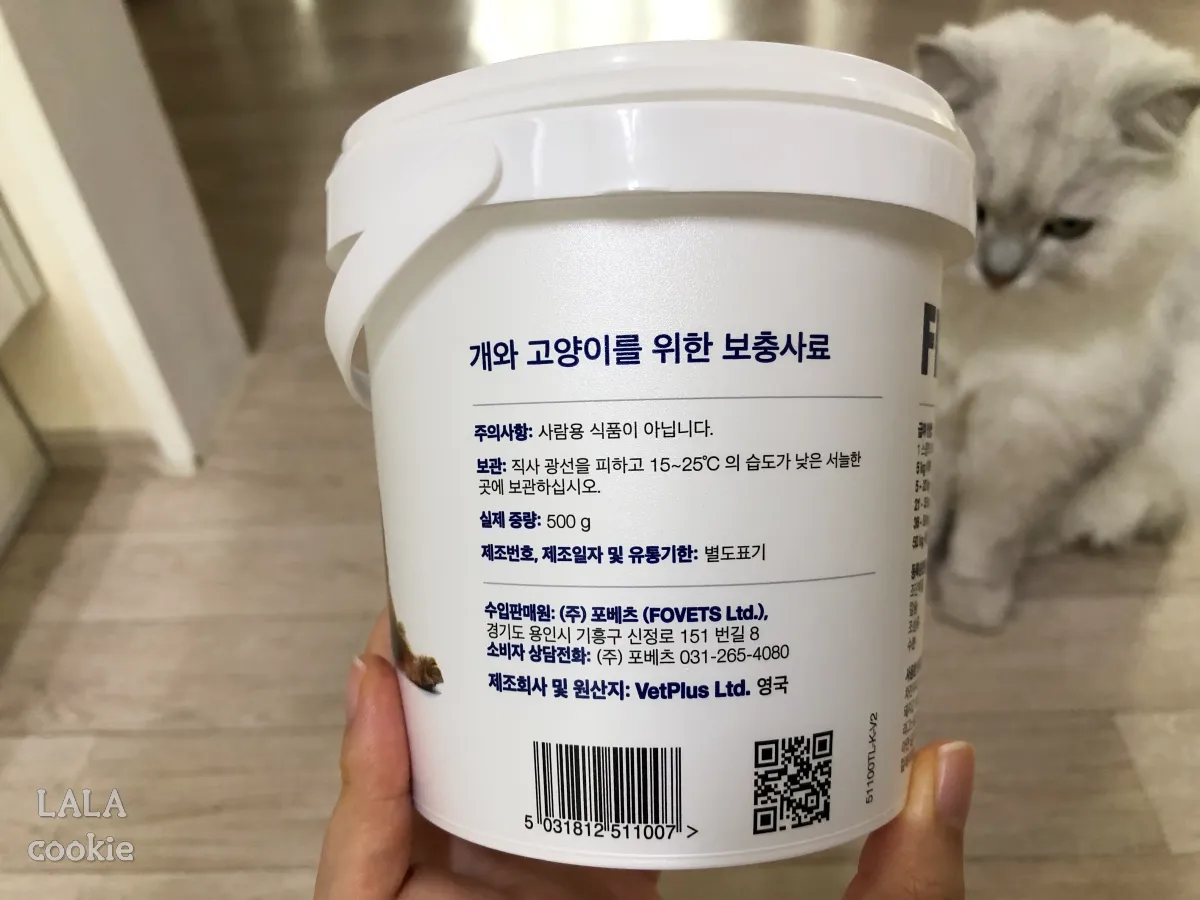 개와 고양이를 위한 보충사료
주의사항: 사람용 식품이 아닙니다.
보관: 직사 광선을 피하고 15~25℃ 의 습도가 낮은 서늘한
곳에 보관하십시오.
실제 중량: 500 g
제조번호, 제조일자 및 유통기한: 별도표기
수입판매원: (주) 포베츠 (FOVETS Ltd.),
경기도 용인시 기흥구 신정로 151 번길 8
소비자 상담전화: (주) 포베츠 031-265-4080
제조회사 및 원산지: VetPlus Ltd. 영국
5 031812 511007 >
51100TL-K-V2
LALA
cookie